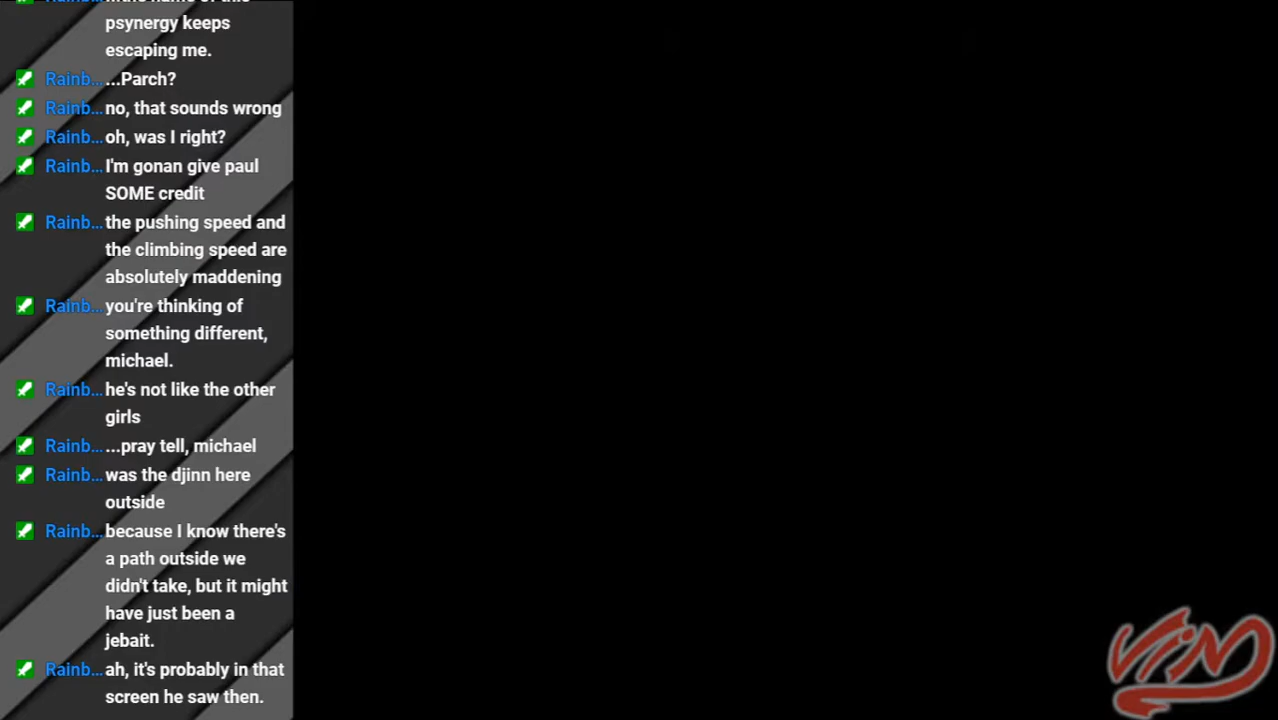 psynergy keeps
escaping me.
Rainb... ...Parch?
Rainb... no, that sounds wrong
Rainb... oh, was I right?
Rainb... I'm gonan give paul
SOME credit
Rainb... the pushing speed and
the climbing speed are
absolutely maddening
Rainb... you're thinking of
something different,
michael.
Rainb... he's not like the other
girls
Rainb... ...pray tell, michael
Rainb... was the djinn here
outside
Rainb... because I know there's
a path outside we
didn't take, but it might
have just been a
jebait.
Rainb... ah, it's probably in that
screen he saw then.
VIM